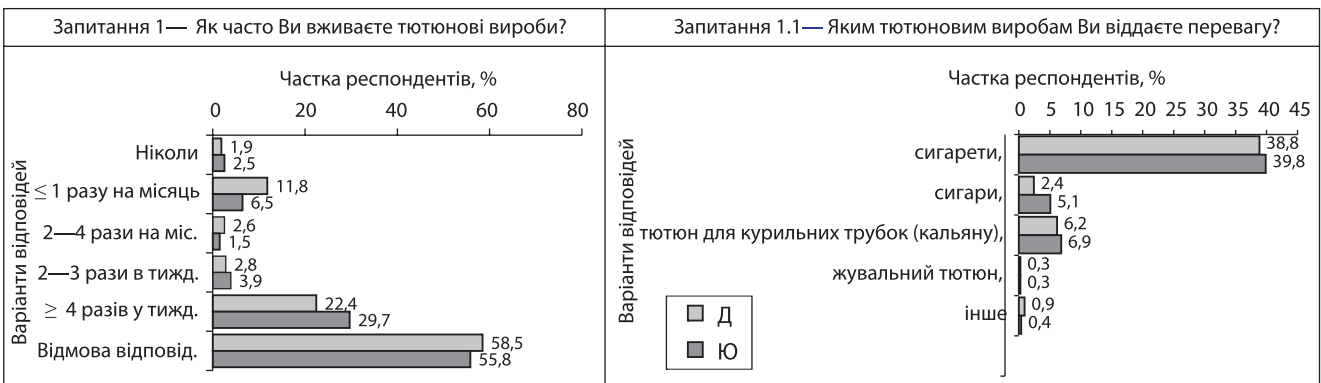 Запитання 1— Як часто Ви вживаєте тютюнові вироби?
Частка респондентів, %
0 20 40 60 80
Варіанти відповідей
Ніколи 1,9
2,5
≤ 1 разу на місяць 11,8
6,5
2—4 рази на міс. 2,6
1,5
2—3 рази в тижд. 2,8
3,9
≥ 4 разів у тижд. 22,4
29,7
Відмова відповід. 58,5
55,8
Запитання 1.1— Яким тютюновим виробам Ви віддаєте перевагу?
Частка респондентів, %
0 5 10 15 20 25 30 35 40 45
Варіанти відповідей
сигарети, 38,8
39,8
сигари, 2,4
5,1
тютюн для курильних трубок (кальяну), 6,2
6,9
жувальний тютюн, 0,3
0,3
інше 0,9
0,4
Д
Ю